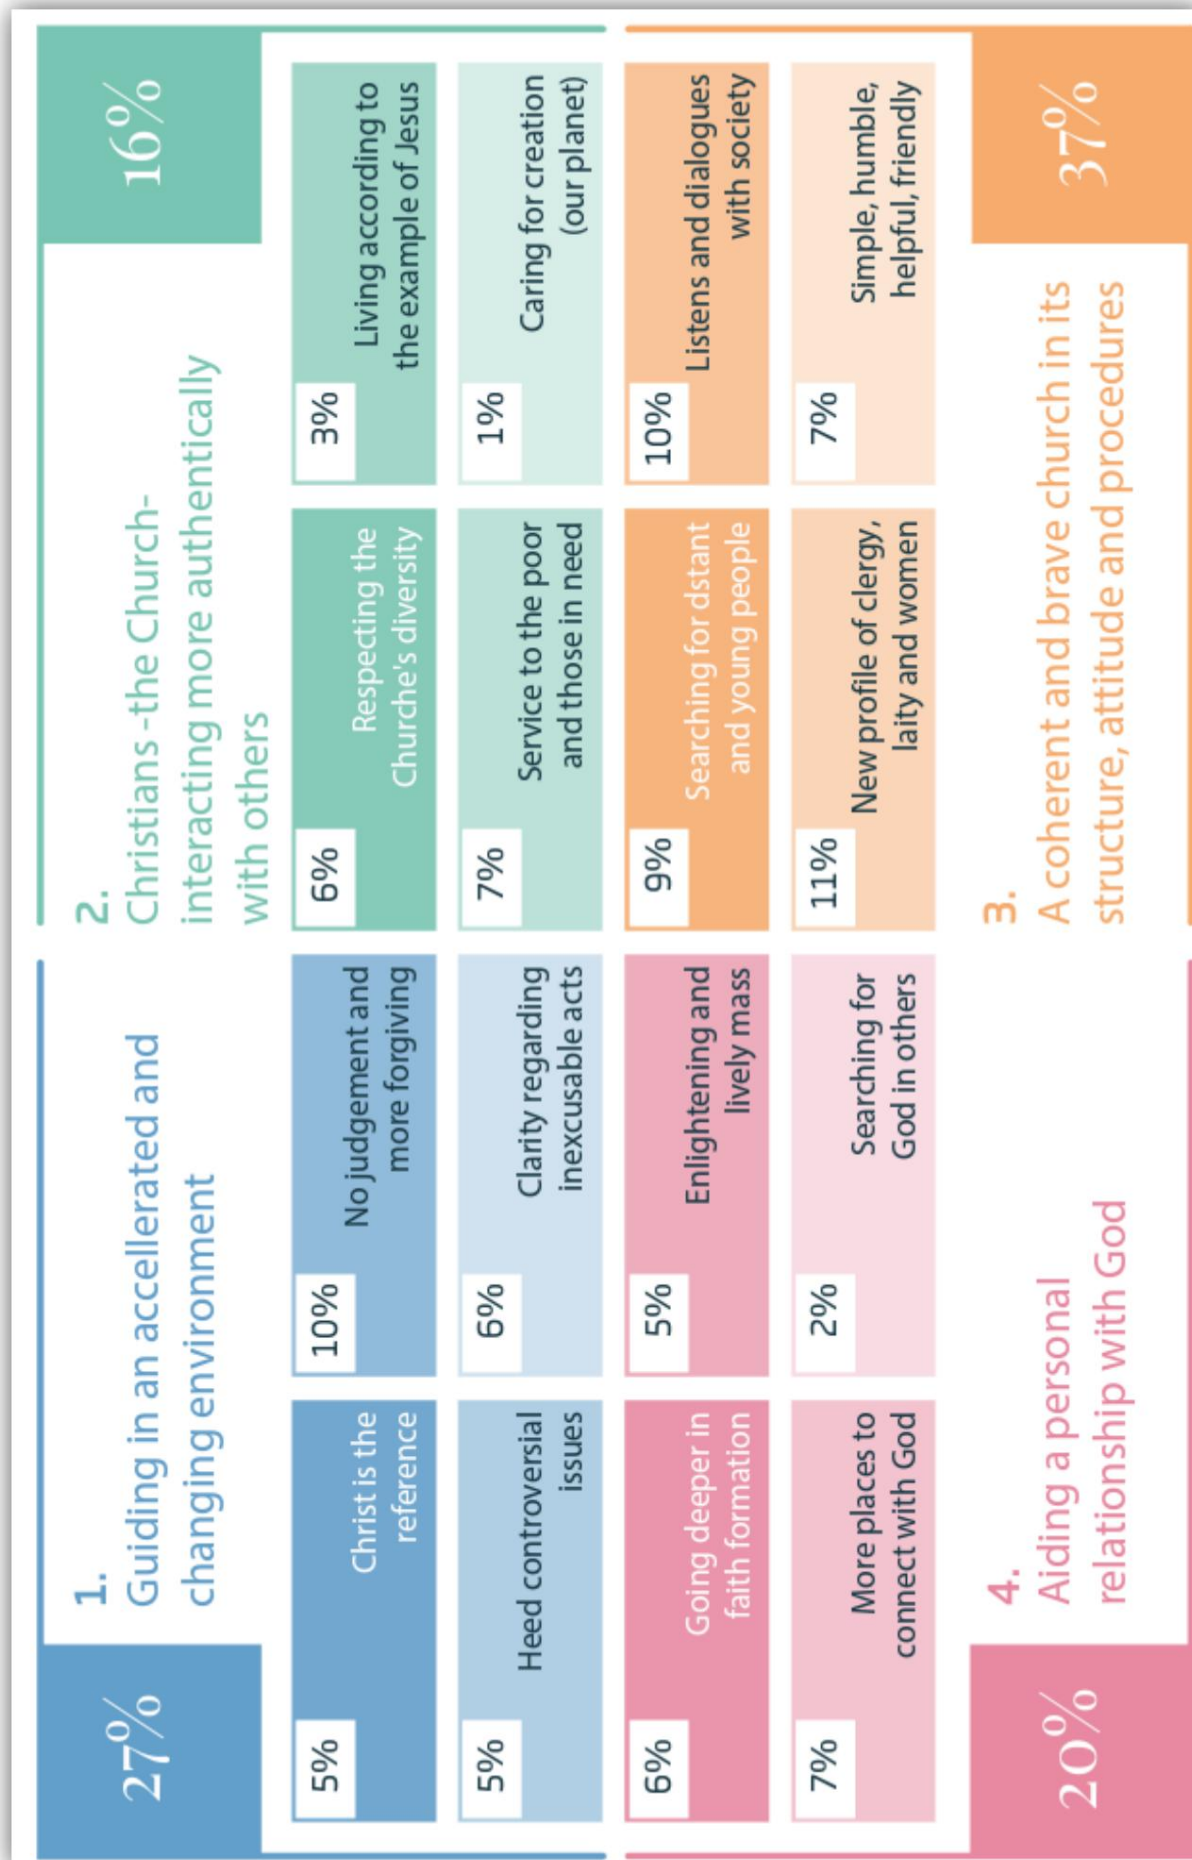 27%
1.
Guiding in an accellerated and
changing environment
2.
Christians -the Church-
interacting more authentically
with others
16%
5%
Christ is the
reference
10%
No judgement and
more forgiving
6%
Respecting the
Churche's diversity
3%
Living according to
the example of Jesus
5%
Heed controversial
issues
6%
Clarity regarding
inexcusable acts
7%
Service to the poor
and those in need
1%
Caring for creation
(our planet)
6%
Going deeper in
faith formation
5%
Enlightening and
lively mass
9%
Searching for dstant
and young people
10%
Listens and dialogues
with society
7%
More places to
connect with God
2%
Searching for
God in others
11%
New profile of clergy,
laity and women
7%
Simple, humble,
helpful, friendly
20%
4.
Aiding a personal
relationship with God
3.
A coherent and brave church in its
structure, attitude and procedures
37%